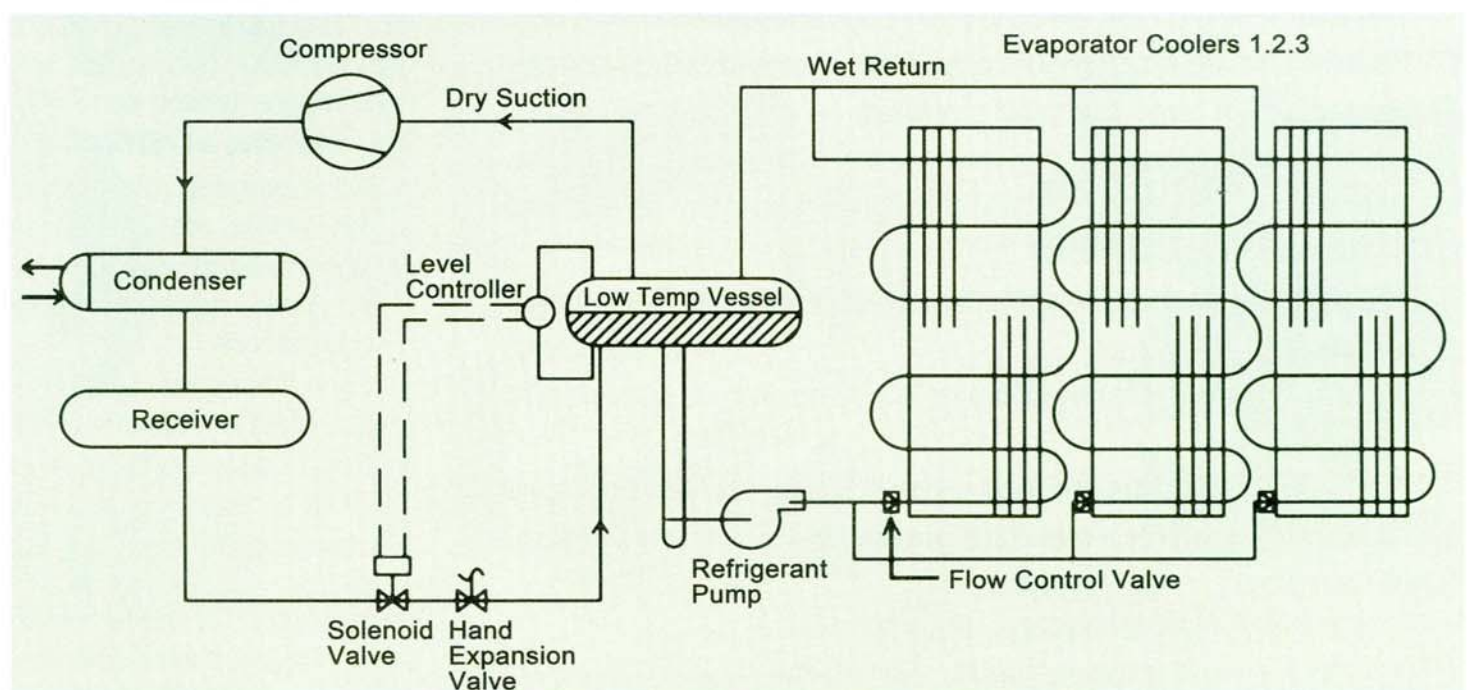 Compressor
Evaporator Coolers 1.2.3
Wet Return
Dry Suction
Level
Controller
Condenser
Low Temp Vessel
Receiver
Refrigerant
Pump
Flow Control Valve
Solenoid
Valve
Hand
Expansion
Valve